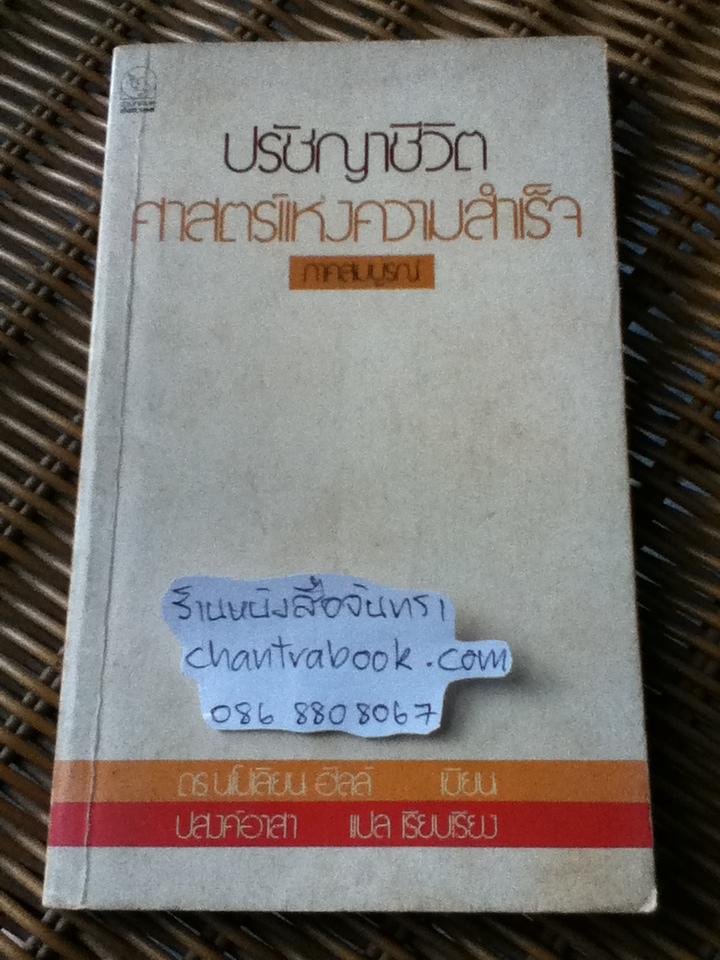 ปรัชญาชีวิต
ศาสตร์แห่งความสำเร็จ
ภาคสมบูรณ์
ร้านหนังสือจันทรา
chantrabook.com
086 8808067
ดร นโปเลียน ฮิลล์ เขียน
ปสงค์อาสา แปล เรียบเรียง